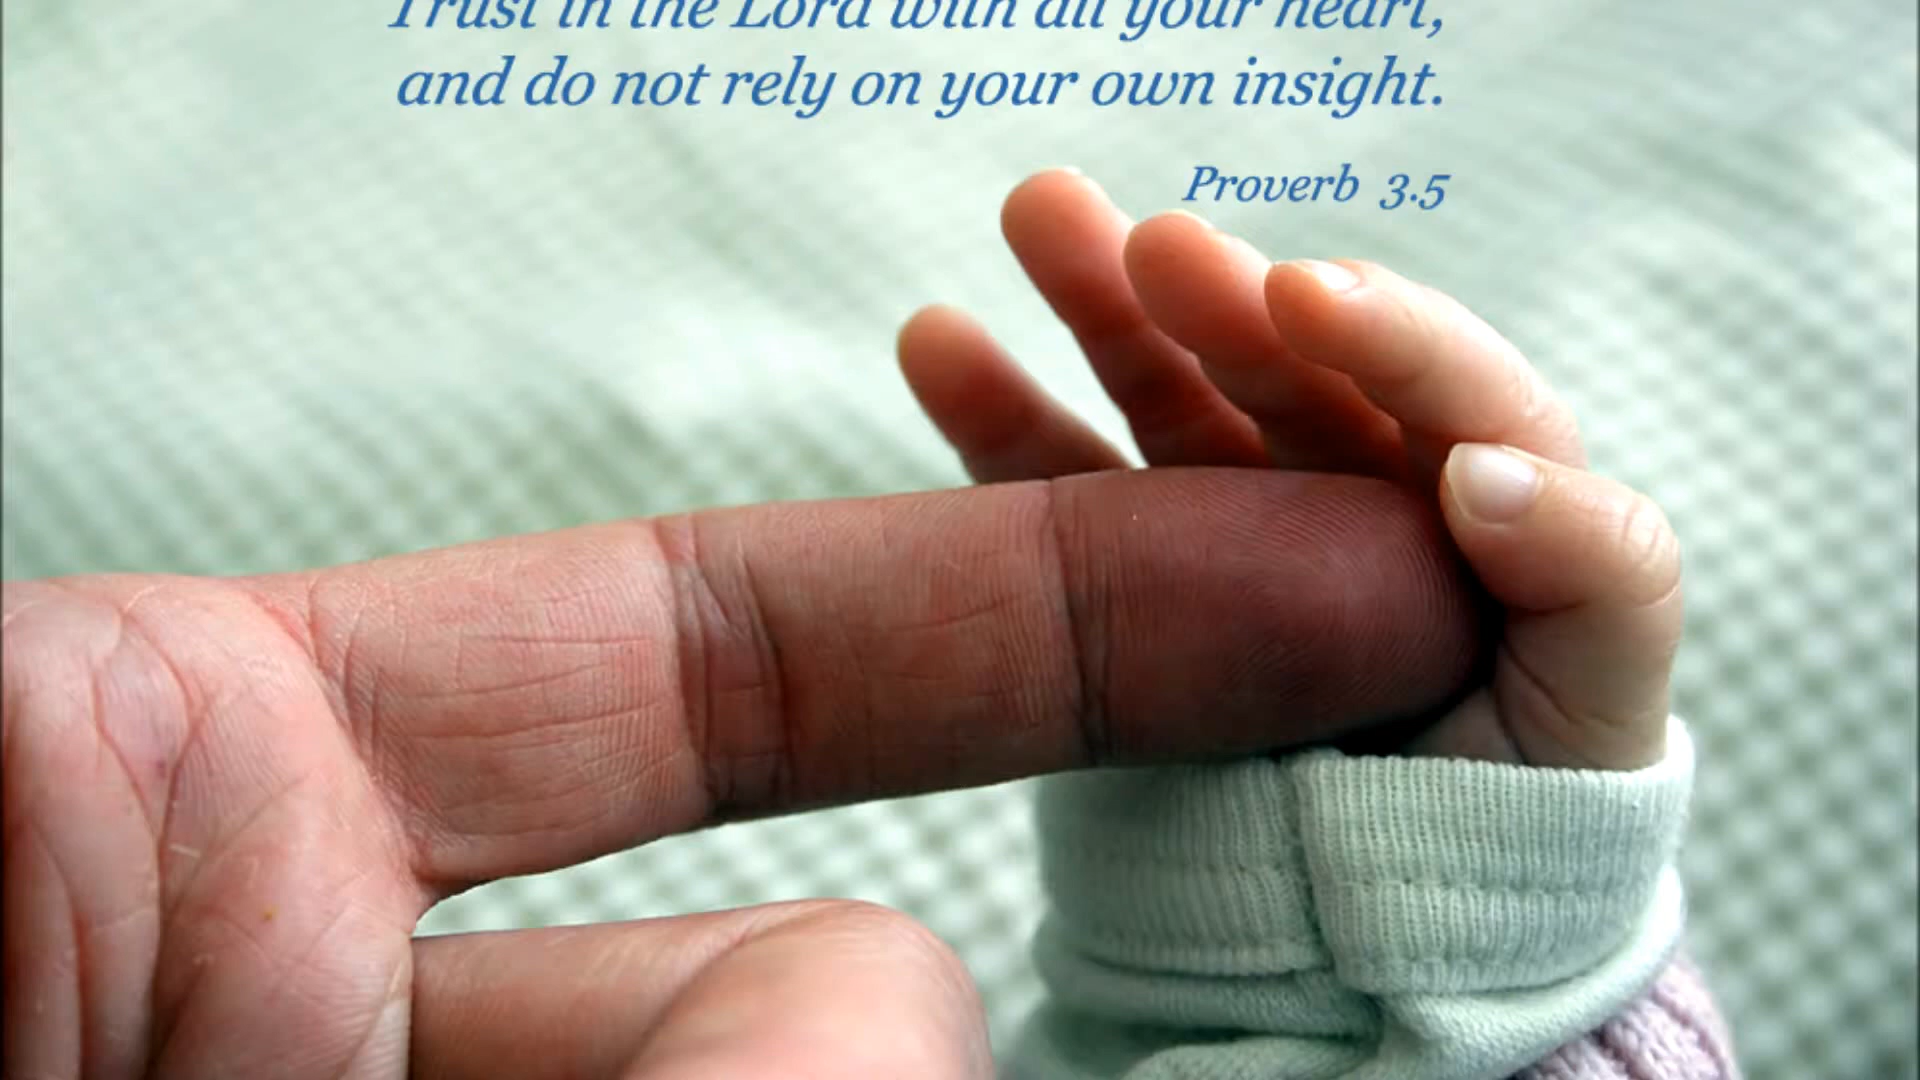 Trust in the Lord with all your heart,
and do not rely on your own insight.
Proverb 3.5